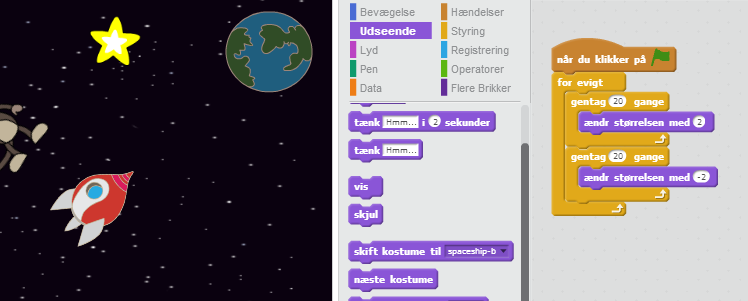 Bevægelse
Hændelser
Udseende
Styring
Lyd
Registrering
Pen
Operatorer
Data
Flere Brikker
tænk Hmm... i 2 sekunder
tænk Hmm...
vis
skjul
skift kostume til spaceship-b
næste kostume
når du klikker på
for evigt
gentag 20 gange
ændr størrelsen med 2
gentag 20 gange
ændr størrelsen med -2